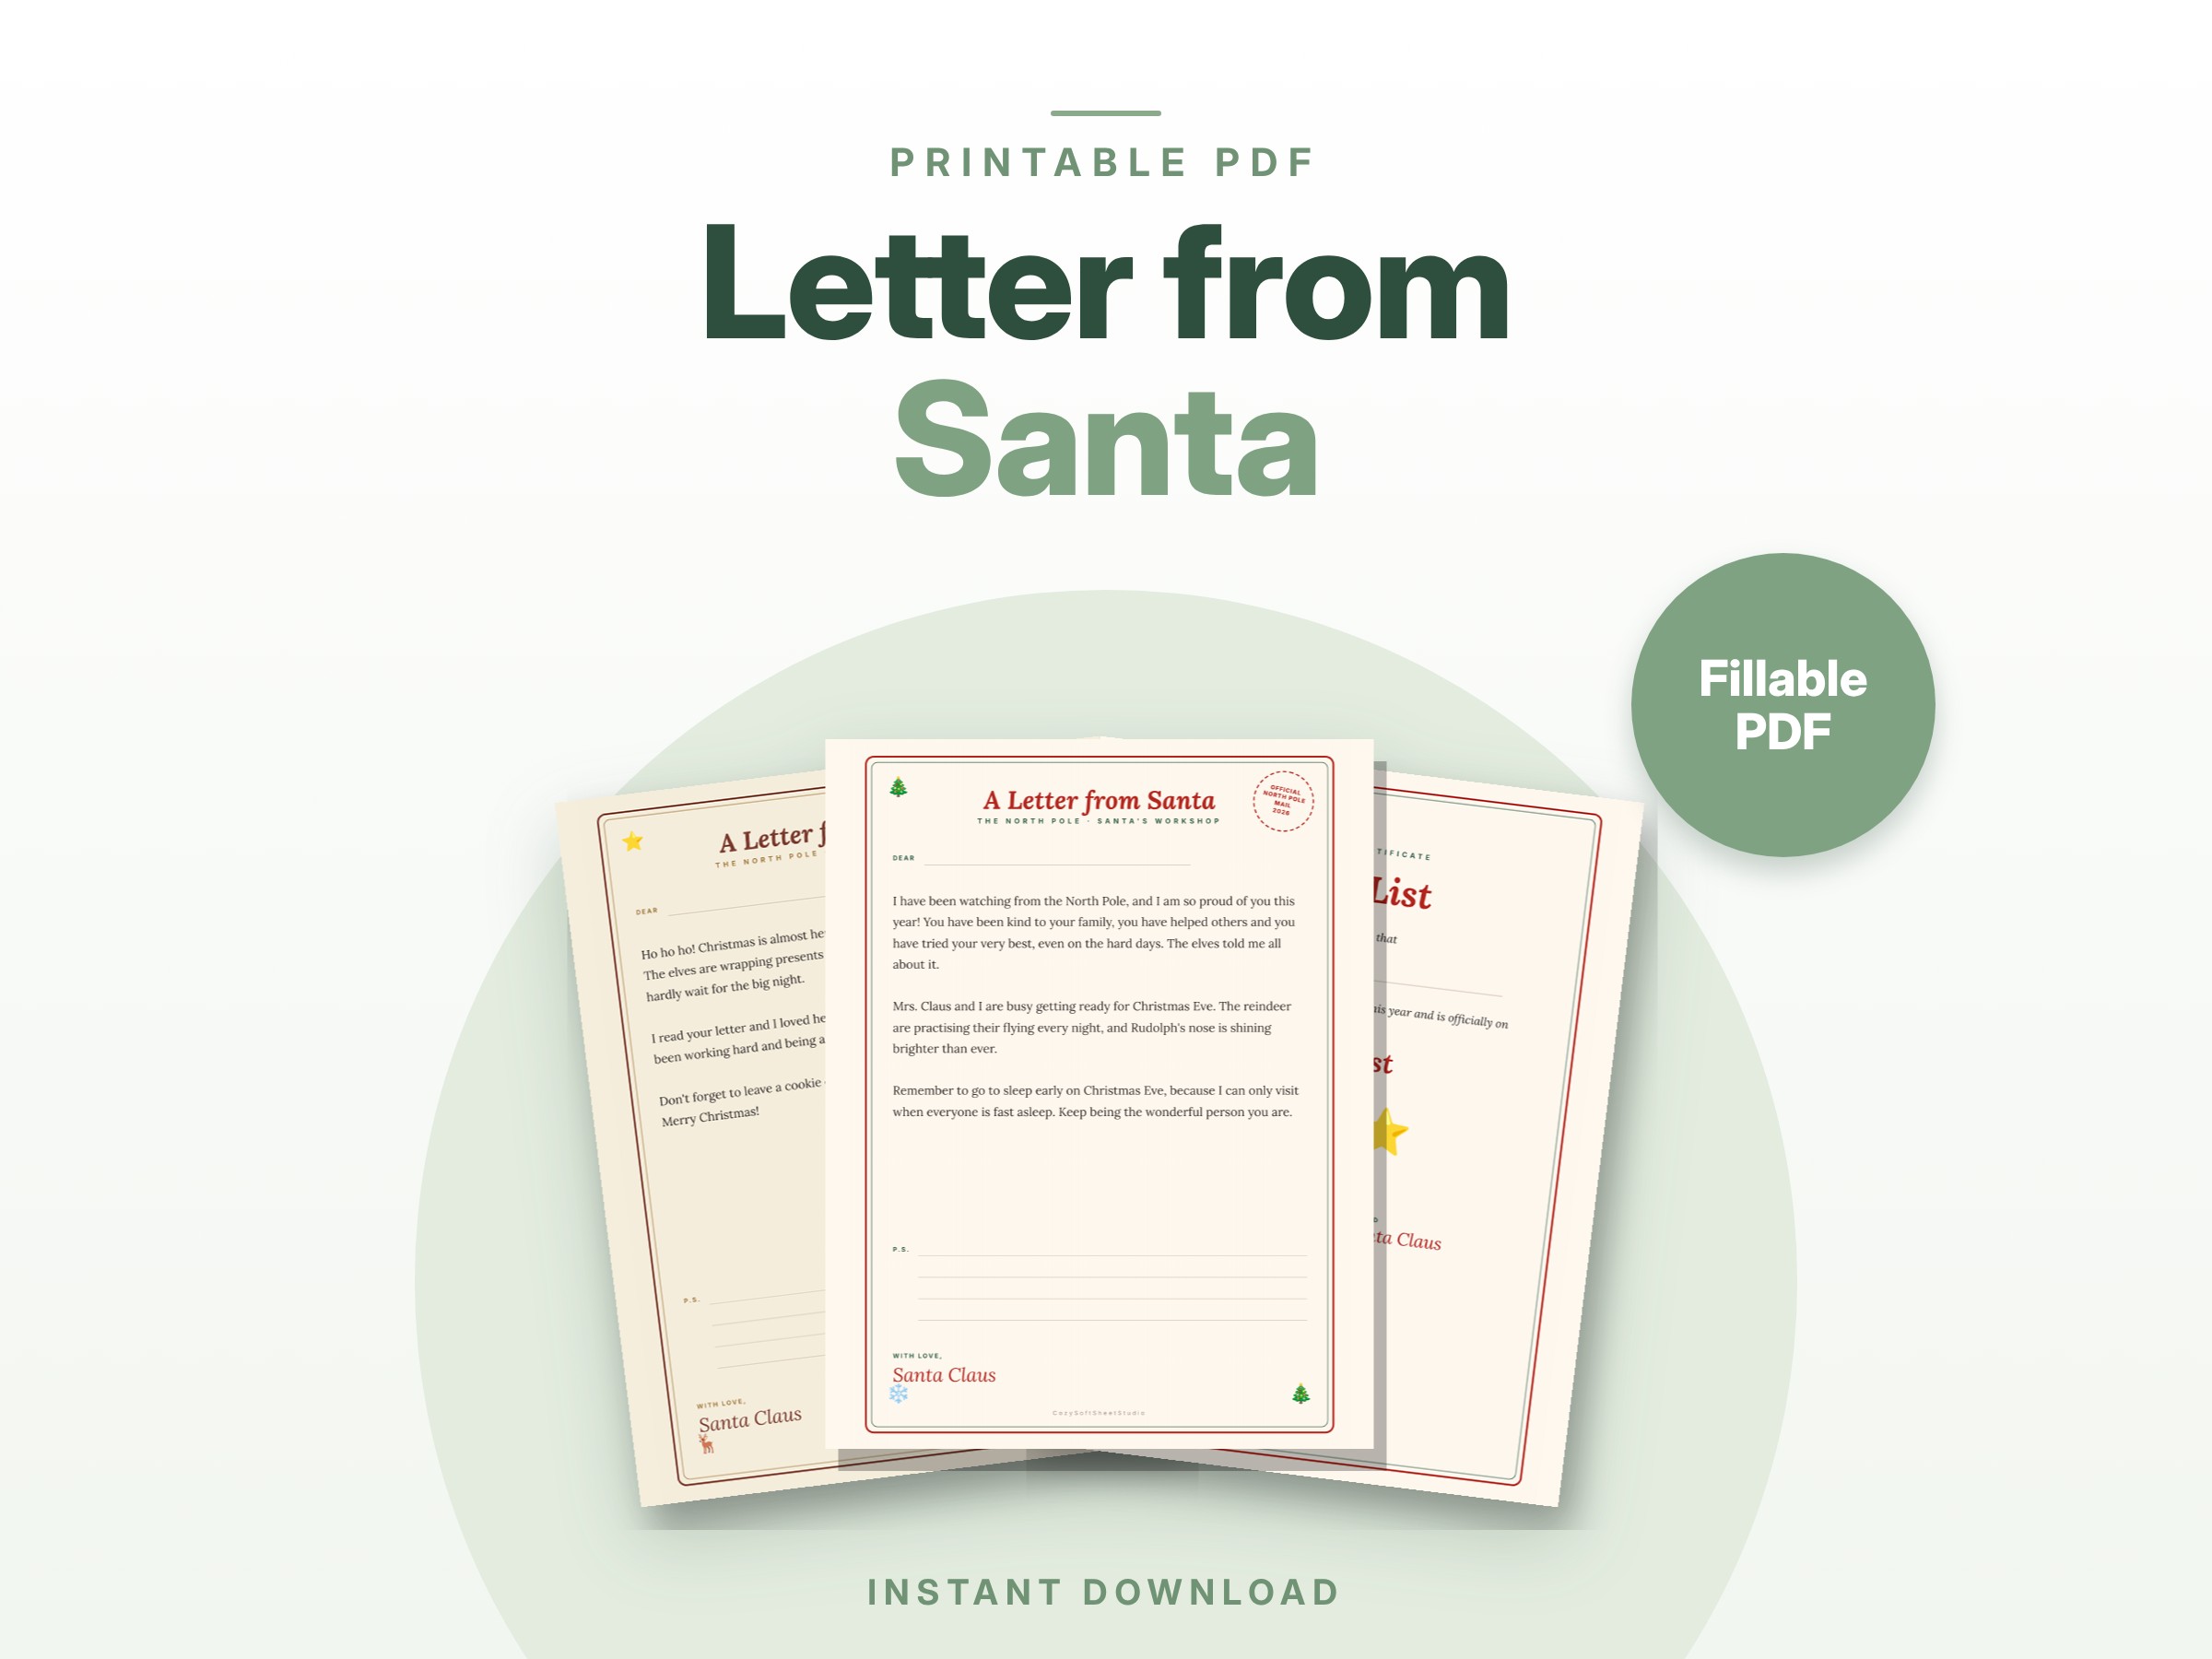 PRINTABLE PDF
Letter from
Santa
Fillable
PDF
A Letter
THE NORTH POLE
DEAR
Ho ho ho! Christmas is almost
The elves are wrapping presents
hardly wait for the big night.
I read your letter and I loved
been working hard and being a
Don't forget to leave a cookie
Merry Christmas!
P.S.
WITH LOVE,
Santa Claus
A Letter from Santa
THE NORTH POLE · SANTA'S WORKSHOP
OFFICIAL
NORTH POLE
MAIL
2026
DEAR
I have been watching from the North Pole, and I am so proud of you this
year! You have been kind to your family, you have helped others and you
have tried your very best, even on the hard days. The elves told me all
about it.
Mrs. Claus and I are busy getting ready for Christmas Eve. The reindeer
are practising their flying every night, and Rudolph's nose is shining
brighter than ever.
Remember to go to sleep early on Christmas Eve, because I can only visit
when everyone is fast asleep. Keep being the wonderful person you are.
P.S.
WITH LOVE,
Santa Claus
CozySoftSheetStudio
List
that
year and is officially on
Claus
INSTANT DOWNLOAD